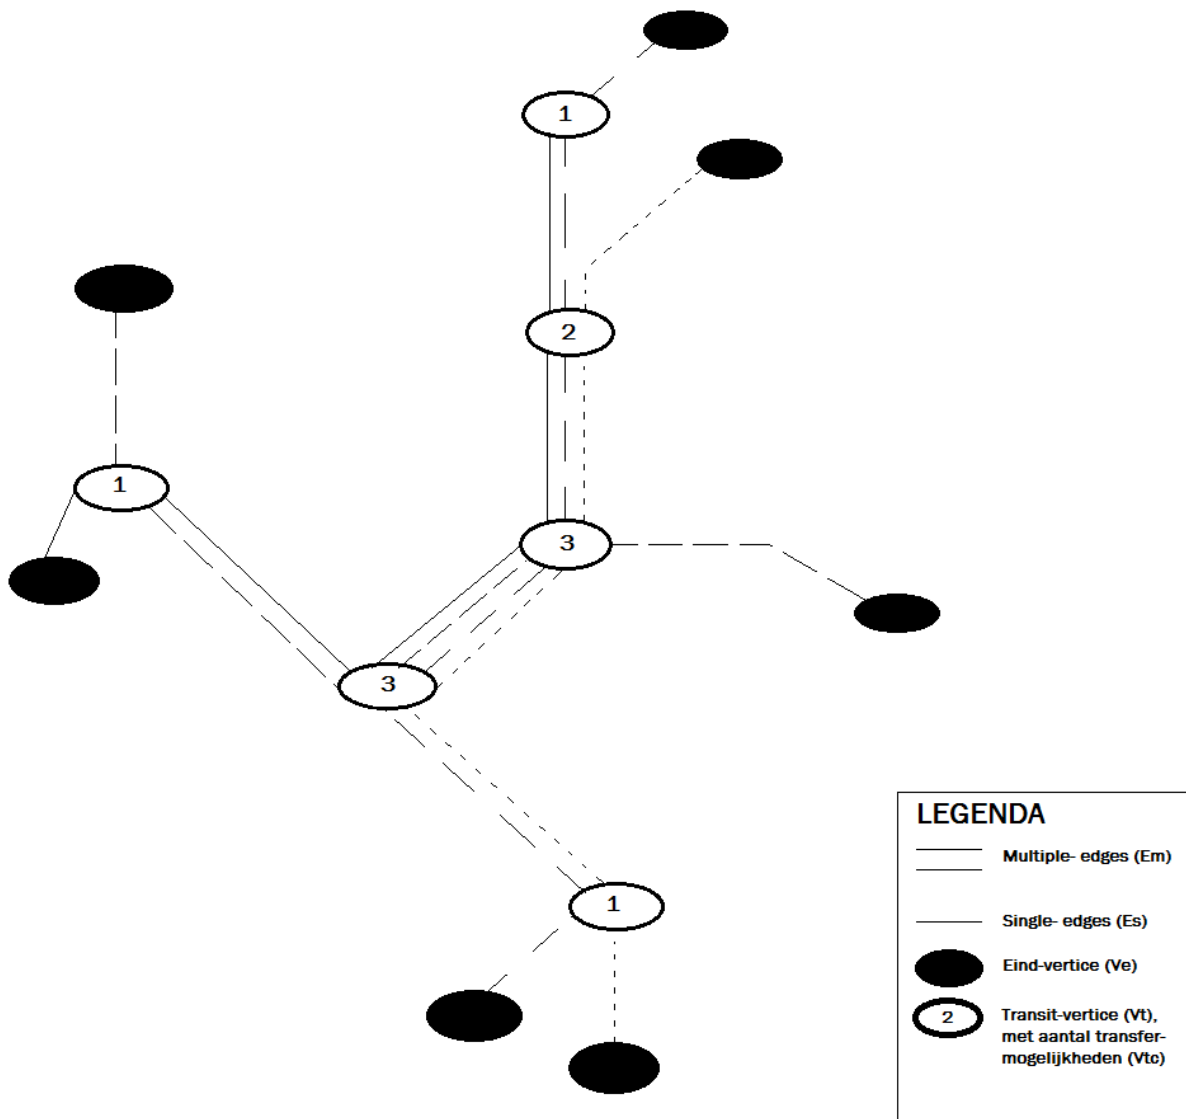 1
2
1
3
3
1
LEGENDA
Multiple- edges (Em)
Single- edges (Es)
Eind-vertice (Ve)
2
Transit-vertice (Vt),
met aantal transfer-
mogelijkheden (Vtc)